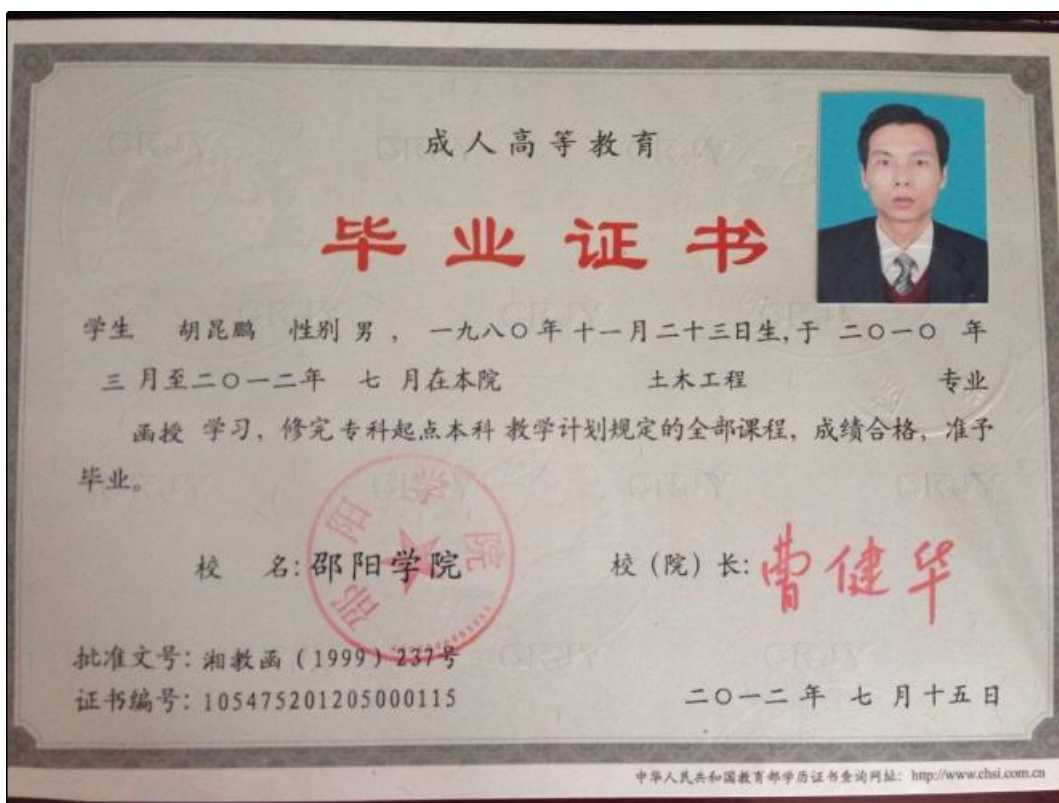 成人高等教育
毕业证书
学生 胡昆鹏 性别 男 , 一九八〇年 十一月二十三日生,于 二〇一〇 年
三 月至二〇一二年 七 月在本院 土木工程 专业
函授 学习, 修完 专科起点本科 教学计划规定的全部课程, 成绩合格, 准予
毕业。
邵阳学院
校 名: 邵阳学院 校(院)长: 曹健华
批准文号: 湘教函(1999)237号
证书编号: 105475201205000115 二〇一二 年 七 月十五日
中华人民共和国教育部学历证书查询网址: http://www.chsi.com.cn